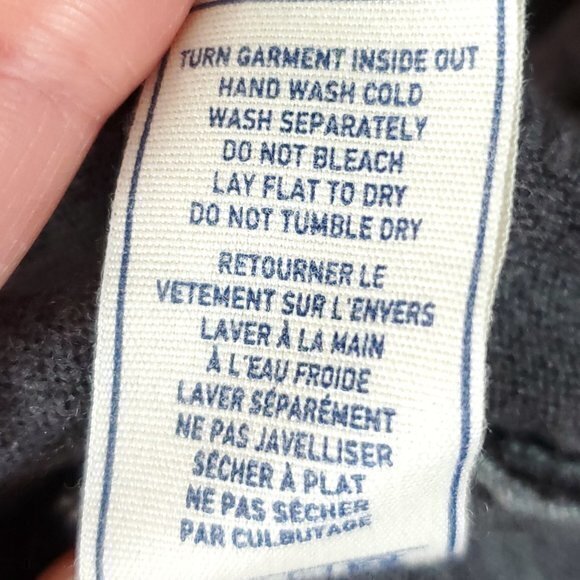 TURN GARMENT INSIDE OUT
HAND WASH COLD
WASH SEPARATELY
DO NOT BLEACH
LAY FLAT TO DRY
DO NOT TUMBLE DRY
RETOURNER LE
VETEMENT SUR L'ENVERS
LAVER À LA MAIN
À L'EAU FROIDE
LAVER SÉPARÉMENT
NE PAS JAVELLISER
SÉCHER À PLAT
NE PAS SÉCHER
PAR CULBUTAGE